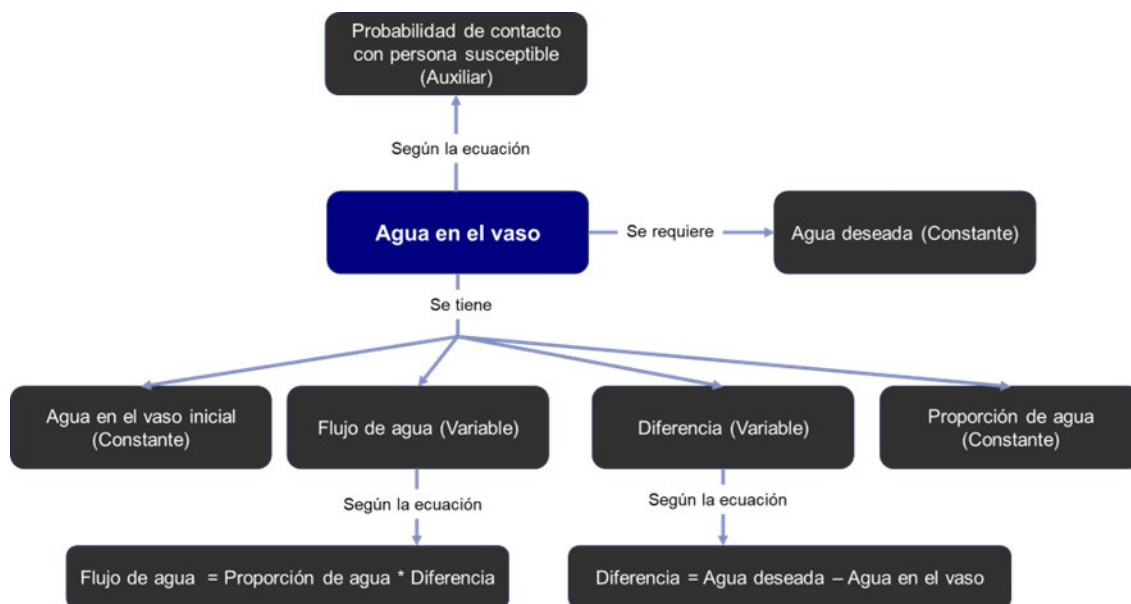 Probabilidad de contacto
con persona susceptible
(Auxiliar)
Según la ecuación
Agua en el vaso
Se requiere
Agua deseada (Constante)
Se tiene
Agua en el vaso inicial
(Constante)
Flujo de agua (Variable)
Diferencia (Variable)
Proporción de agua
(Constante)
Según la ecuación
Según la ecuación
Flujo de agua = Proporción de agua * Diferencia
Diferencia = Agua deseada – Agua en el vaso